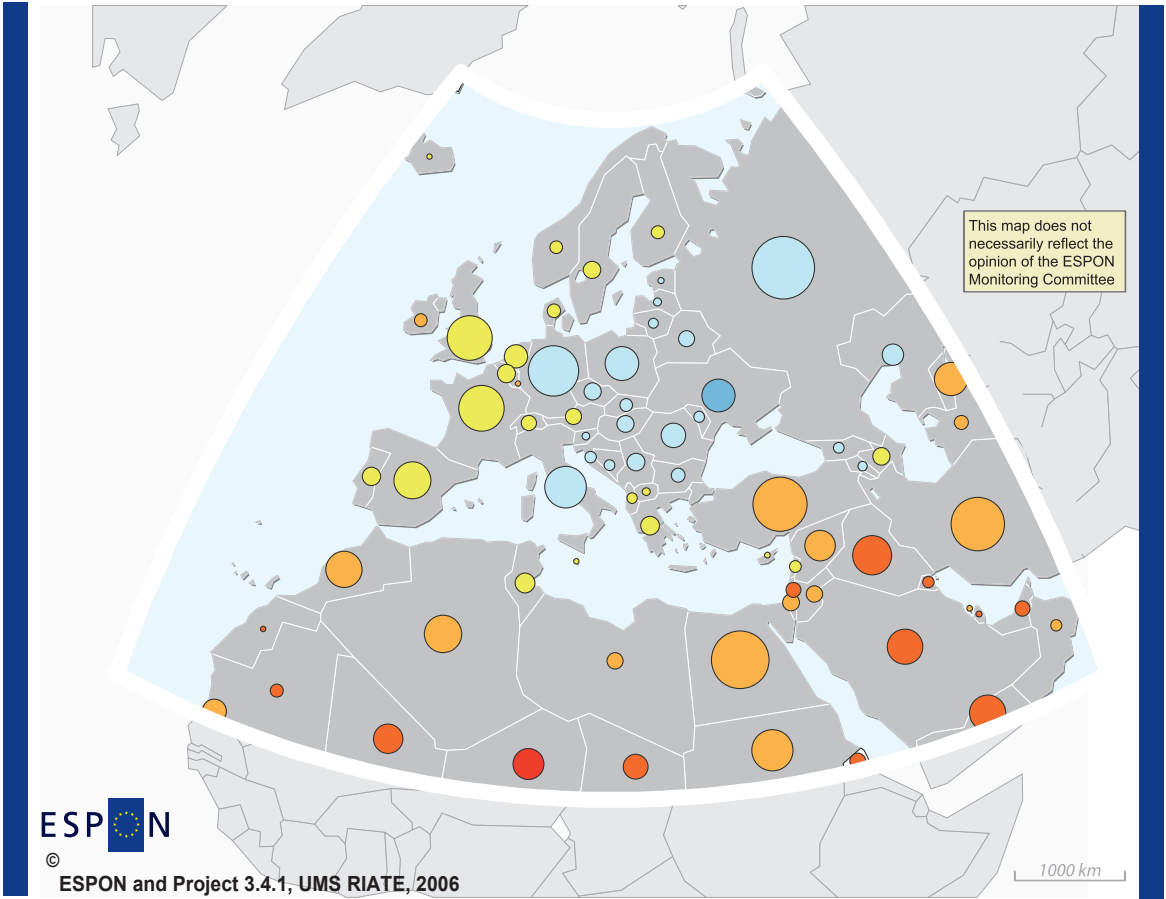 This map does not
necessarily reflect the
opinion of the ESPON
Monitoring Committee
ESPON
©
ESPON and Project 3.4.1, UMS RIATE, 2006
1000 km